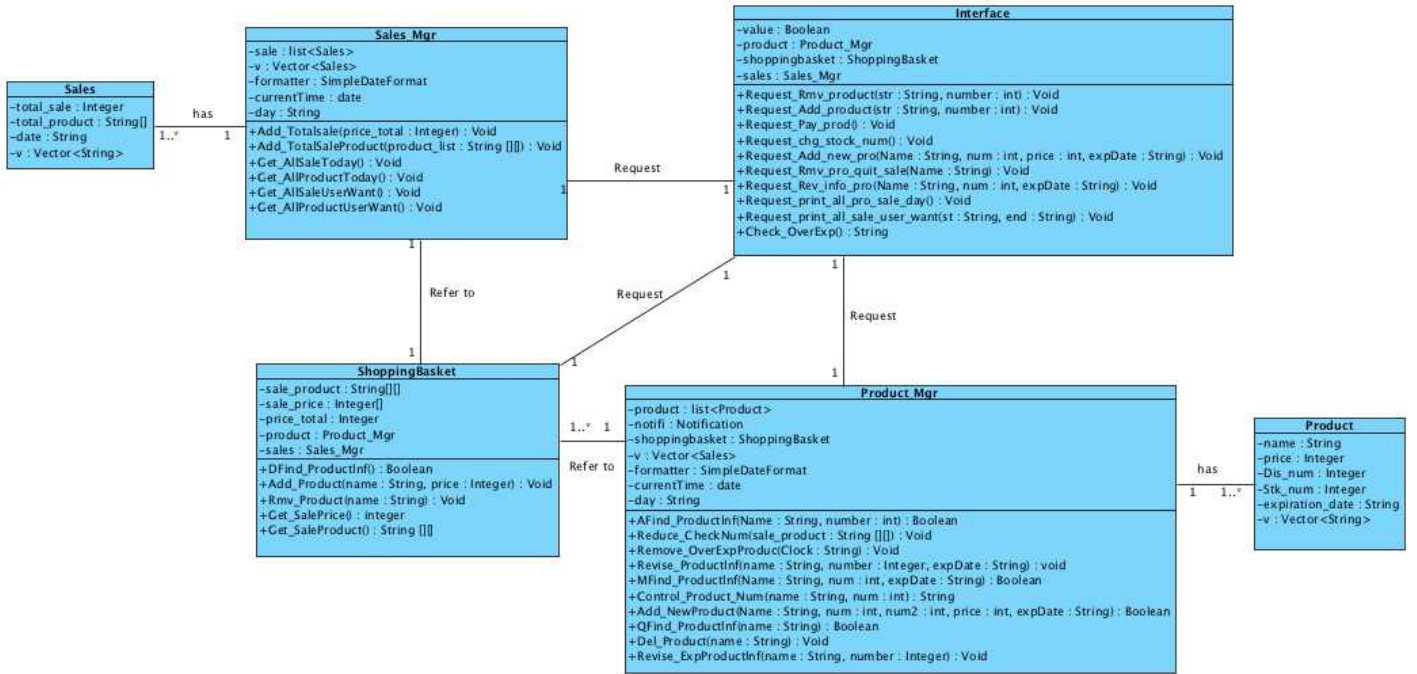 Sales
-total_sale : Integer
-total_product : String[]
-date : String
-v : Vector<String>
has
1..*
1
Sales_Mgr
-sale : list<Sales>
-v : Vector<Sales>
-formatter : SimpleDateFormat
-currentTime : date
-day : String
+Add_Totalsale(price_total : Integer) : Void
+Add_TotalSaleProduct(product_list : String [][]) : Void
+Get_AllSaleToday() : Void
+Get_AllProductToday() : Void
+Get_AllSaleUserWant() : Void
+Get_AllProductUserWant() : Void
1
Request
1
Interface
-value : Boolean
-product : Product_Mgr
-shoppingbasket : ShoppingBasket
-sales : Sales_Mgr
+Request_Rmv_product(str : String, number : int) : Void
+Request_Add_product(str : String, number : int) : Void
+Request_Pay_prod() : Void
+Request_chg_stock_num() : Void
+Request_Add_new_pro(Name : String, num : int, price : int, expDate : String) : Void
+Request_Rmv_pro_quit_sale(Name : String) : Void
+Request_Rev_info_pro(Name : String, num : int, expDate : String) : Void
+Request_print_all_pro_sale_day() : Void
+Request_print_all_sale_user_want(st : String, end : String) : Void
+Check_OverExp() : String
1
Refer to
1
1
Request
1
1
Request
1
ShoppingBasket
-sale_product : String[][]
-sale_price : Integer[]
-price_total : Integer
-product : Product_Mgr
-sales : Sales_Mgr
+DFind_ProductInf() : Boolean
+Add_Product(name : String, price : Integer) : Void
+Rmv_Product(name : String) : Void
+Get_SalePrice() : integer
+Get_SaleProduct() : String [][]
1..*
1
Refer to
Product_Mgr
-product : list<Product>
-notifi : Notification
-shoppingbasket : ShoppingBasket
-v : Vector<Sales>
-formatter : SimpleDateFormat
-currentTime : date
-day : String
+AFind_ProductInf(Name : String, number : int) : Boolean
+Reduce_CheckNum(sale_product : String [][]) : Void
+Remove_OverExpProduc(Clock : String) : Void
+Revise_ProductInf(name : String, number : Integer, expDate : String) : void
+MFind_ProductInf(Name : String, num : int, expDate : String) : Boolean
+Control_Product_Num(name : String, num : int) : String
+Add_NewProduct(Name : String, num : int, num2 : int, price : int, expDate : String) : Boolean
+QFind_ProductInf(name : String) : Boolean
+Del_Product(name : String) : Void
+Revise_ExpProductInf(name : String, number : Integer) : Void
has
1
1..*
Product
-name : String
-price : Integer
-Dis_num : Integer
-Stk_num : Integer
-expiration_date : String
-v : Vector<String>